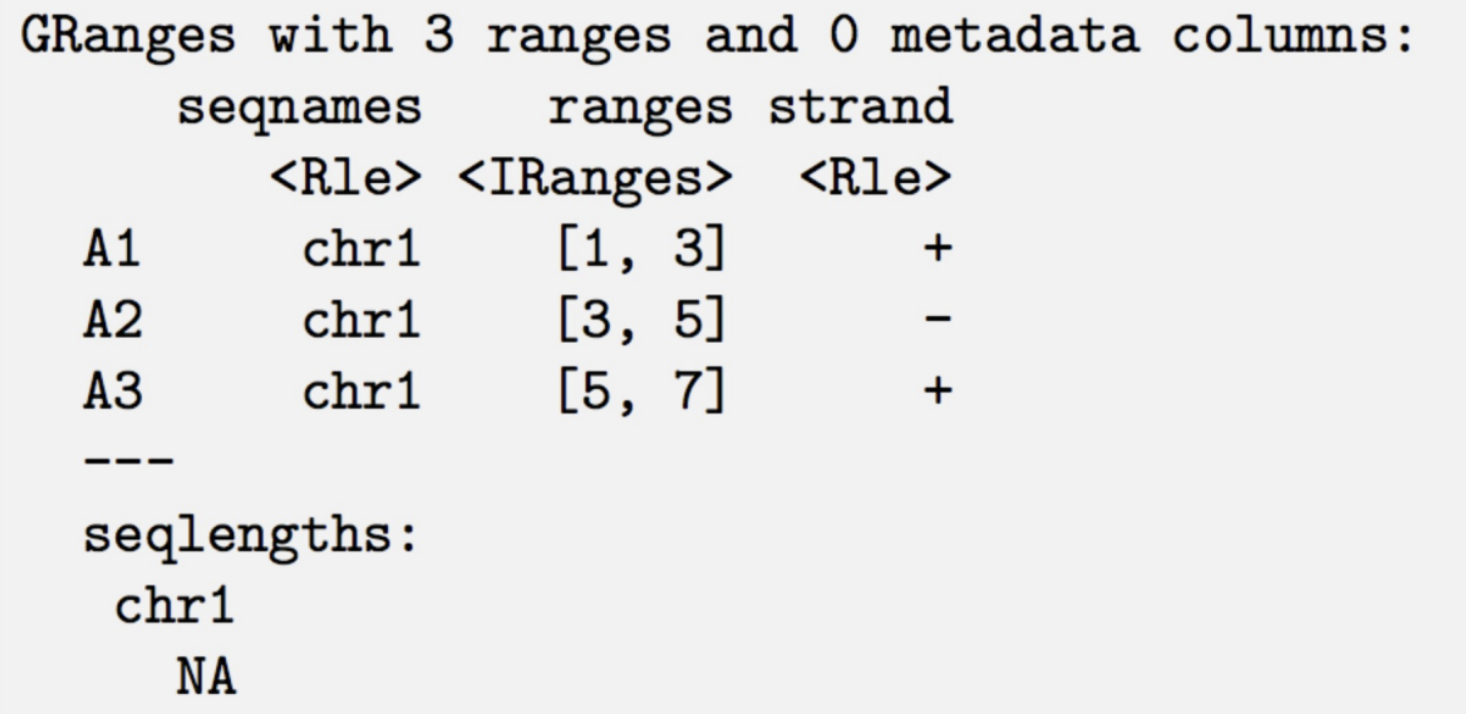 GRanges with 3 ranges and 0 metadata columns:
seqnames ranges strand
<Rle> <IRanges> <Rle>
A1 chr1 [1, 3] +
A2 chr1 [3, 5] -
A3 chr1 [5, 7] +
---
seqlengths:
chr1
NA